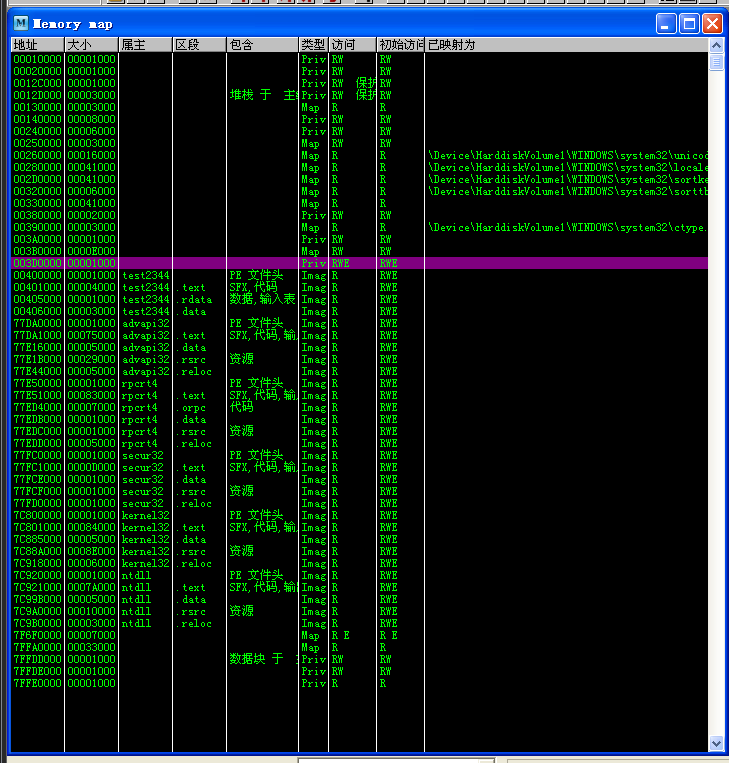 Memory map
地址 大小 属主 区段 包含 类型 访问 初始访问 已映射为
00010000 00001000 Priv RW RW
00020000 00001000 Priv RW RW
0012C000 00001000 Priv RW 保护 RW
0012D000 00003000 堆栈 于 主 Priv RW 保护 RW
00130000 00003000 Map R R
00140000 00008000 Priv RW RW
00240000 00006000 Priv RW RW
00250000 00003000 Map RW RW
00260000 00016000 Map R R \Device\HarddiskVolume1\WINDOWS\system32\unicod
00280000 00041000 Map R R \Device\HarddiskVolume1\WINDOWS\system32\locale
002D0000 00041000 Map R R \Device\HarddiskVolume1\WINDOWS\system32\sortke
00320000 00006000 Map R R \Device\HarddiskVolume1\WINDOWS\system32\sorttb
00330000 00041000 Map R R
00380000 00002000 Priv RW RW
00390000 00003000 Map R R \Device\HarddiskVolume1\WINDOWS\system32\ctype.
003A0000 00001000 Priv RW RW
003B0000 0000E000 Map RW RW
003D0000 00001000 Priv RWE RWE
00400000 00001000 test2344 PE 文件头 Imag R RWE
00401000 00004000 test2344 .text SFX,代码 Imag R RWE
00405000 00001000 test2344 .rdata 数据,输入表 Imag R RWE
00406000 00003000 test2344 .data Imag R RWE
77DA0000 00001000 advapi32 PE 文件头 Imag R RWE
77DA1000 00075000 advapi32 .text SFX,代码,输 Imag R RWE
77E16000 00005000 advapi32 .data Imag R RWE
77E1B000 00029000 advapi32 .rsrc 资源 Imag R RWE
77E44000 00005000 advapi32 .reloc Imag R RWE
77E50000 00001000 rpcrt4 PE 文件头 Imag R RWE
77E51000 00083000 rpcrt4 .text SFX,代码,输 Imag R RWE
77ED4000 00007000 rpcrt4 .orpc 代码 Imag R RWE
77EDB000 00001000 rpcrt4 .data Imag R RWE
77EDC000 00001000 rpcrt4 .rsrc 资源 Imag R RWE
77EDD000 00005000 rpcrt4 .reloc Imag R RWE
77FC0000 00001000 secur32 PE 文件头 Imag R RWE
77FC1000 0000D000 secur32 .text SFX,代码,输 Imag R RWE
77FCE000 00001000 secur32 .data Imag R RWE
77FCF000 00001000 secur32 .rsrc 资源 Imag R RWE
77FD0000 00001000 secur32 .reloc Imag R RWE
7C800000 00001000 kernel32 PE 文件头 Imag R RWE
7C801000 00084000 kernel32 .text SFX,代码,输 Imag R RWE
7C885000 00005000 kernel32 .data Imag R RWE
7C88A000 0008E000 kernel32 .rsrc 资源 Imag R RWE
7C918000 00006000 kernel32 .reloc Imag R RWE
7C920000 00001000 ntdll PE 文件头 Imag R RWE
7C921000 0007A000 ntdll .text SFX,代码,输 Imag R RWE
7C99B000 00005000 ntdll .data Imag R RWE
7C9A0000 00010000 ntdll .rsrc 资源 Imag R RWE
7C9B0000 00003000 ntdll .reloc Imag R RWE
7F6F0000 00007000 Map R E R E
7FFA0000 00033000 Map R R
7FFDD000 00001000 数据块 于 Priv RW RW
7FFDE000 00001000 Priv RW RW
7FFE0000 00001000 Priv R R